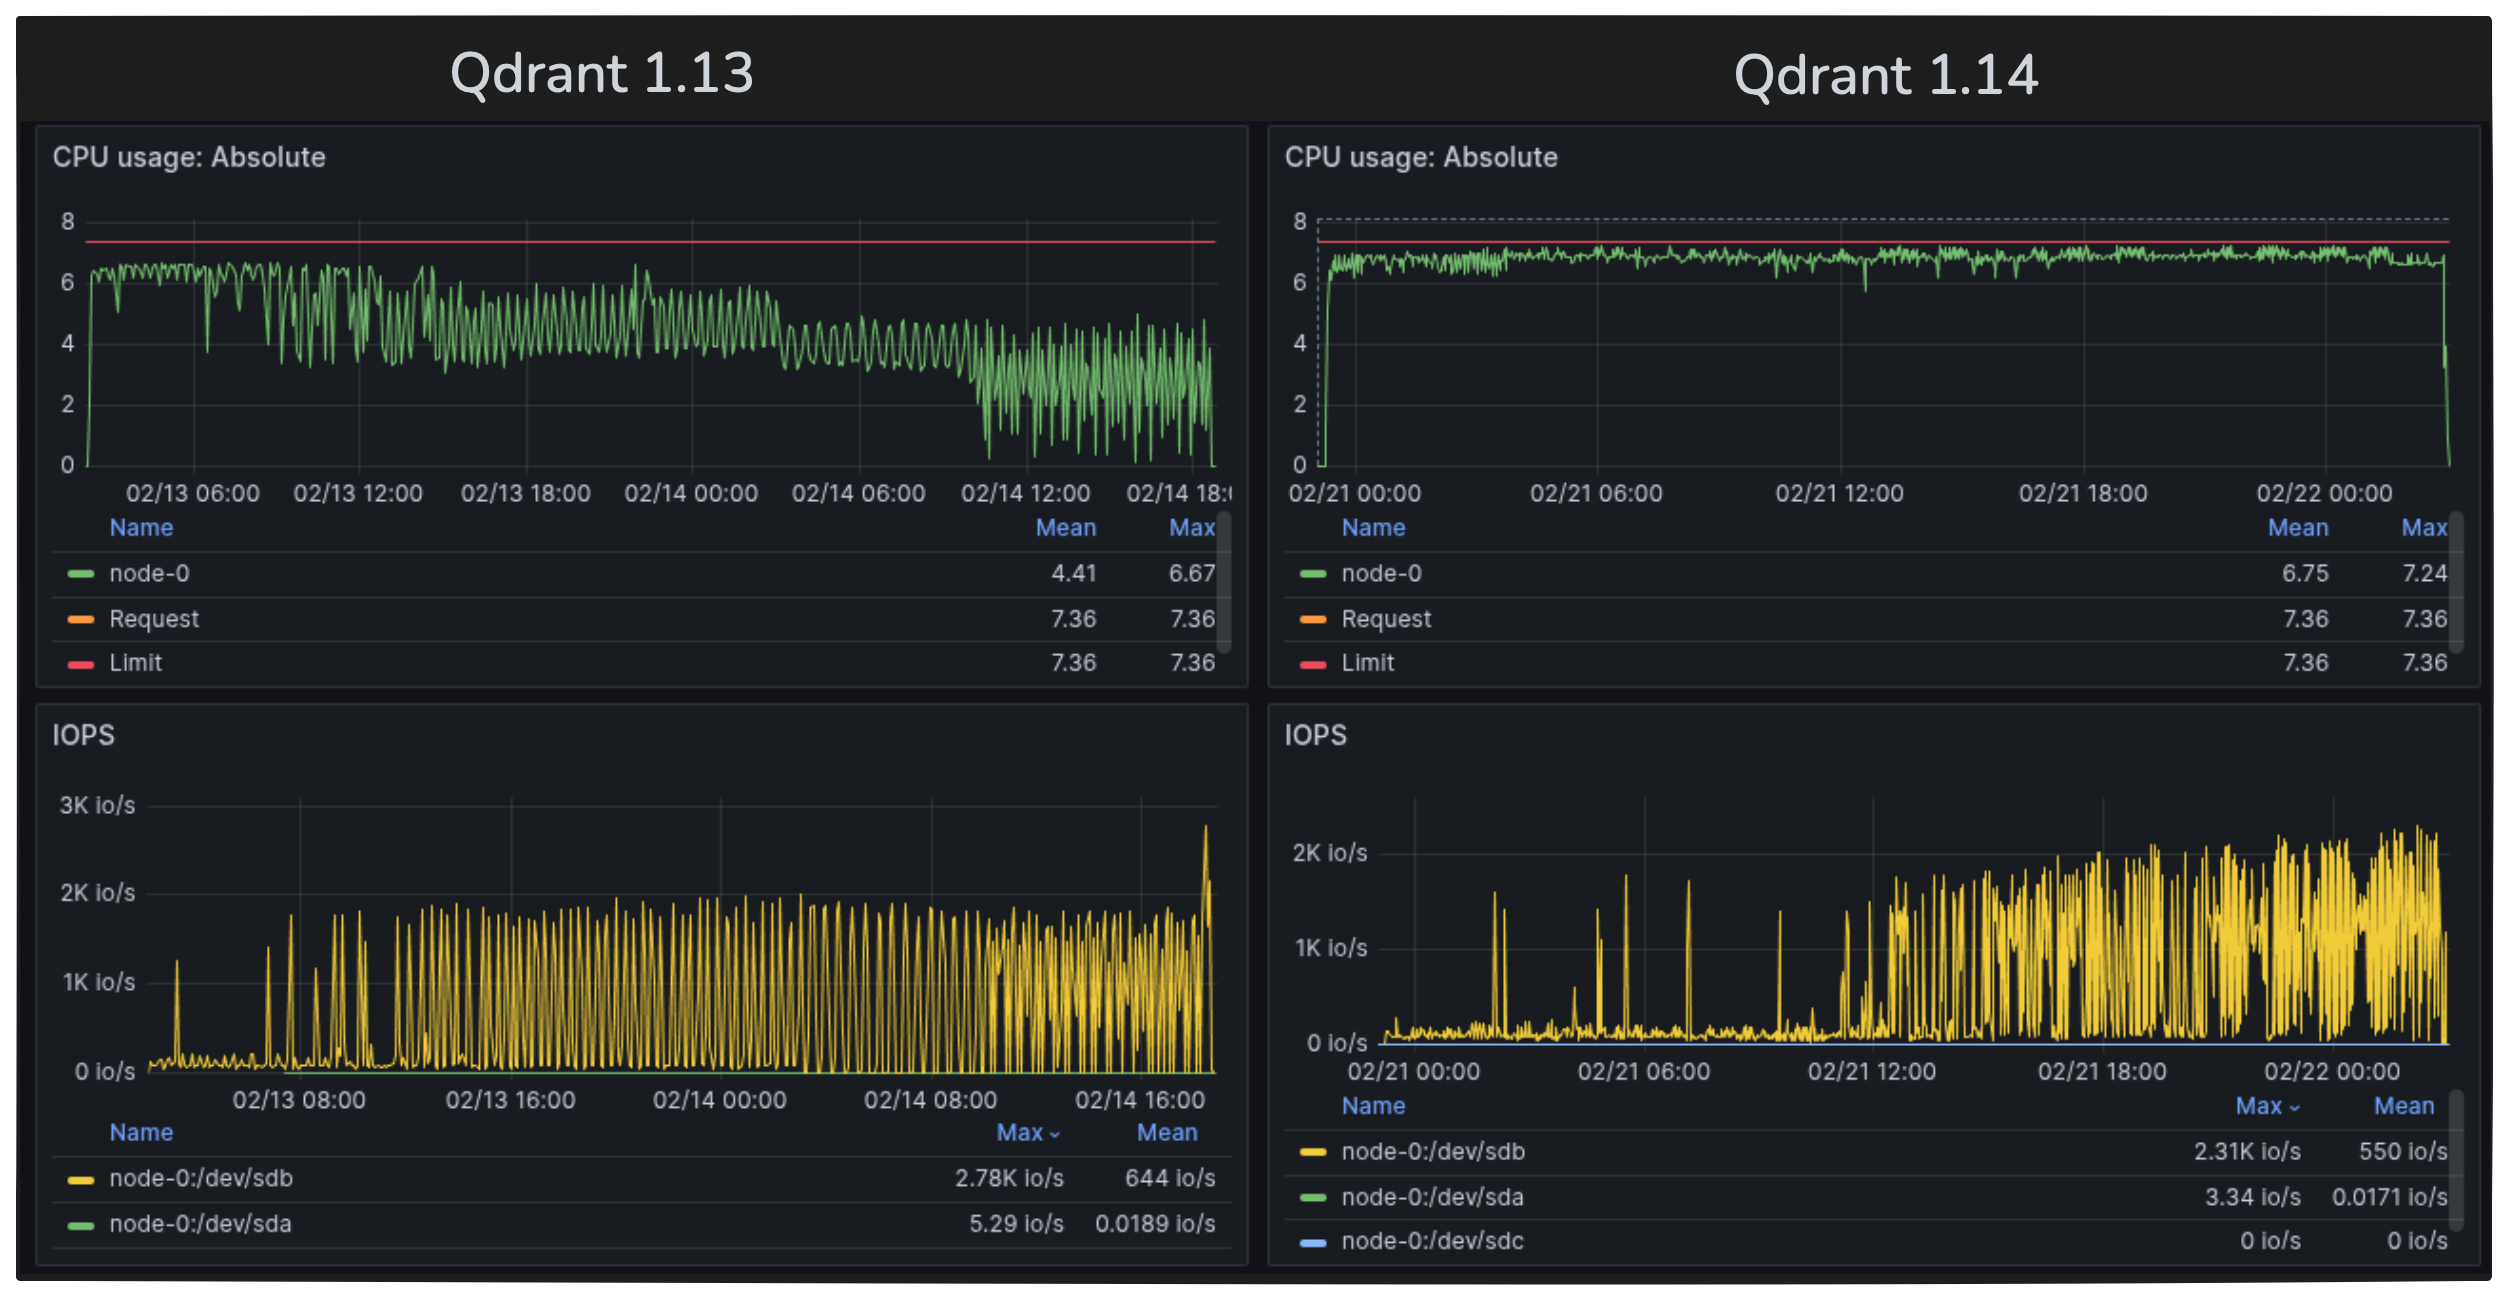 Qdrant 1.13
Qdrant 1.14
CPU usage: Absolute
8
6
4
2
0
02/13 06:00 02/13 12:00 02/13 18:00 02/14 00:00 02/14 06:00 02/14 12:00 02/14 18:
Name Mean Max
node-0 4.41 6.67
Request 7.36 7.36
Limit 7.36 7.36
CPU usage: Absolute
8
6
4
2
0
02/21 00:00 02/21 06:00 02/21 12:00 02/21 18:00 02/22 00:00
Name Mean Max
node-0 6.75 7.24
Request 7.36 7.36
Limit 7.36 7.36
IOPS
3K io/s
2K io/s
1K io/s
0 io/s
02/13 08:00 02/13 16:00 02/14 00:00 02/14 08:00 02/14 16:00
Name Max Mean
node-0:/dev/sdb 2.78K io/s 644 io/s
node-0:/dev/sda 5.29 io/s 0.0189 io/s
IOPS
2K io/s
1K io/s
0 io/s
02/21 00:00 02/21 06:00 02/21 12:00 02/21 18:00 02/22 00:00
Name Max Mean
node-0:/dev/sdb 2.31K io/s 550 io/s
node-0:/dev/sda 3.34 io/s 0.0171 io/s
node-0:/dev/sdc 0 io/s 0 io/s